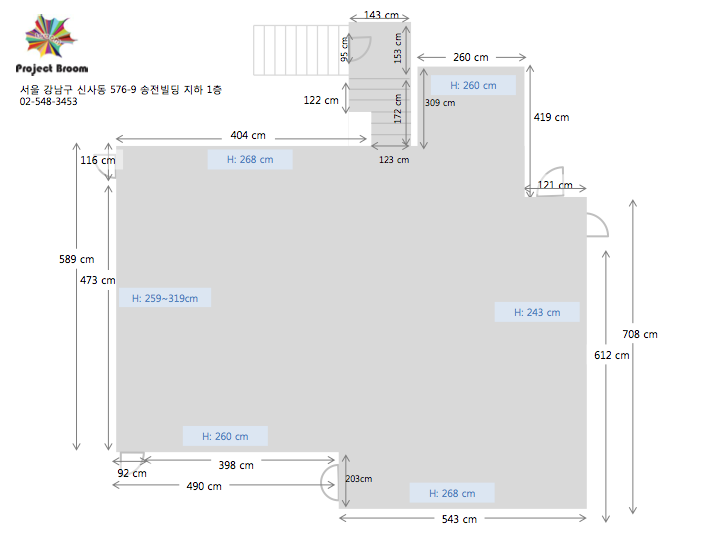 Project Broom
서울 강남구 신사동 576-9 송전빌딩 지하 1층
02-548-3453
143 cm
95 cm
153 cm
260 cm
H: 260 cm
122 cm
172 cm
309 cm
419 cm
404 cm
123 cm
116 cm
H: 268 cm
121 cm
589 cm
473 cm
H: 259~319cm
H: 243 cm
708 cm
612 cm
H: 260 cm
92 cm
398 cm
203cm
490 cm
H: 268 cm
543 cm